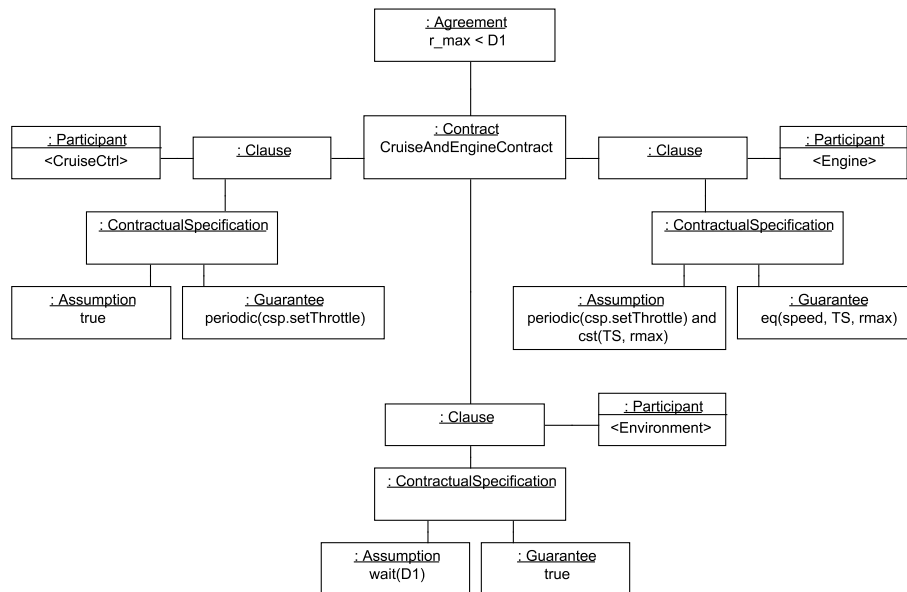 : Agreement
r_max < D1
: Contract
CruiseAndEngineContract
: Participant
<CruiseCtrl>
: Clause
: Clause
: Participant
<Engine>
: ContractualSpecification
: ContractualSpecification
: Assumption
true
: Guarantee
periodic(csp.setThrottle)
: Assumption
periodic(csp.setThrottle) and
cst(TS, rmax)
: Guarantee
eq(speed, TS, rmax)
: Clause
: Participant
<Environment>
: ContractualSpecification
: Assumption
wait(D1)
: Guarantee
true